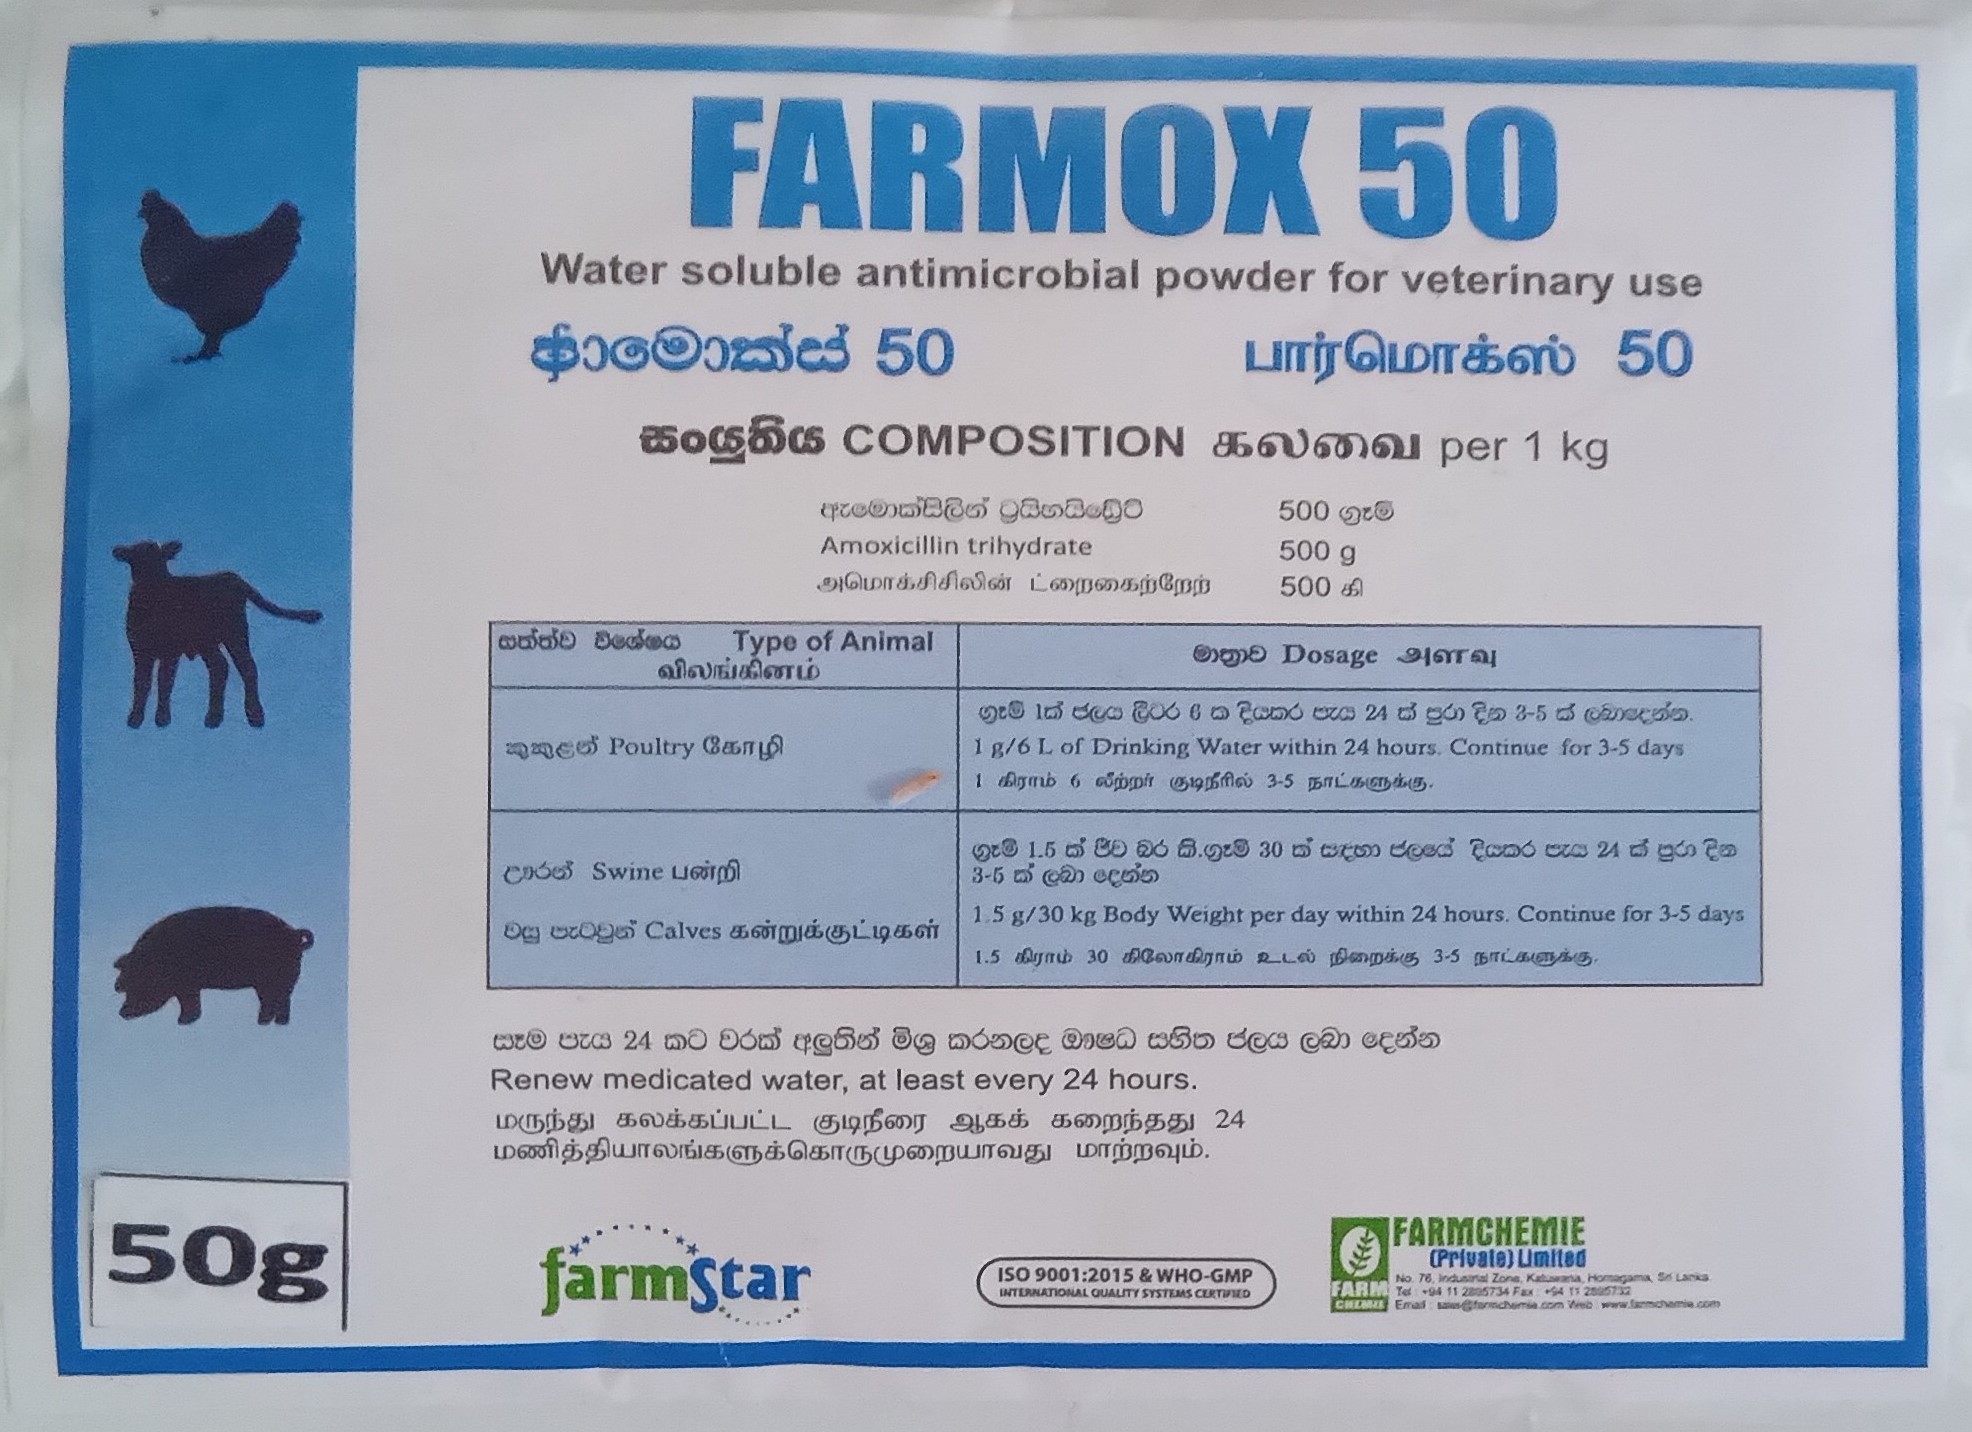 FARMOX 50
Water soluble antimicrobial powder for veterinary use
ෆාමොක්ස් 50 பார்மொக்ஸ் 50
සංයුතිය COMPOSITION கலவை per 1 kg
ඇමොක්සිලින් ට්‍රයිහයිඩ්‍රේට් 500 ග්‍රෑම්
Amoxicillin trihydrate 500 g
அமொக்சிசிலின் ட்றைகைற்றேற் 500 கி
සත්ත්ව විශේෂය Type of Animal
விலங்கினம்
මාත්‍රාව Dosage அளவு
කුකුළන් Poultry கோழி
ග්‍රෑම් 1ක් ජලය ලීටර 6 ක දියකර පැය 24 ක් පුරා දින 3-5 ක් ලබාදෙන්න.
1 g/6 L of Drinking Water within 24 hours. Continue for 3-5 days
1 கிராம் 6 லீற்றர் குடிநீரில் 3-5 நாட்களுக்கு.
ඌරන් Swine பன்றி
වසු පැටවුන් Calves கன்றுக்குட்டிகள்
ග්‍රෑම් 1.5 ක් ජීව බර කි.ග්‍රෑම් 30 ක් සඳහා ජලයේ දියකර පැය 24 ක් පුරා දින
3-5 ක් ලබා දෙන්න
1.5 g/30 kg Body Weight per day within 24 hours. Continue for 3-5 days
1.5 கிராம் 30 கிலோகிராம் உடல் நிறைக்கு 3-5 நாட்களுக்கு.
සෑම පැය 24 කට වරක් අලුතින් මිශ්‍ර කරනලද ඖෂධ සහිත ජලය ලබා දෙන්න
Renew medicated water, at least every 24 hours.
மருந்து கலக்கப்பட்ட குடிநீரை ஆகக் கறைந்தது 24
மணித்தியாலங்களுக்கொருமுறையாவது மாற்றவும்.
50g
farmstar
ISO 9001:2015 & WHO-GMP
INTERNATIONAL QUALITY SYSTEMS CERTIFIED
FARM
CHEMIE
FARMCHEMIE
(Private) Limited
No. 76, Industrial Zone, Katuwana, Homagama, Sri Lanka.
Tel : +94 11 2895734 Fax : +94 11 2895732
Email : sales@farmchemie.com Web : www.farmchemie.com